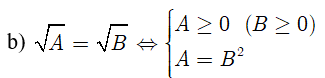 b) √A = √B ⇔ { A ≥ 0 (B ≥ 0)
A = B²